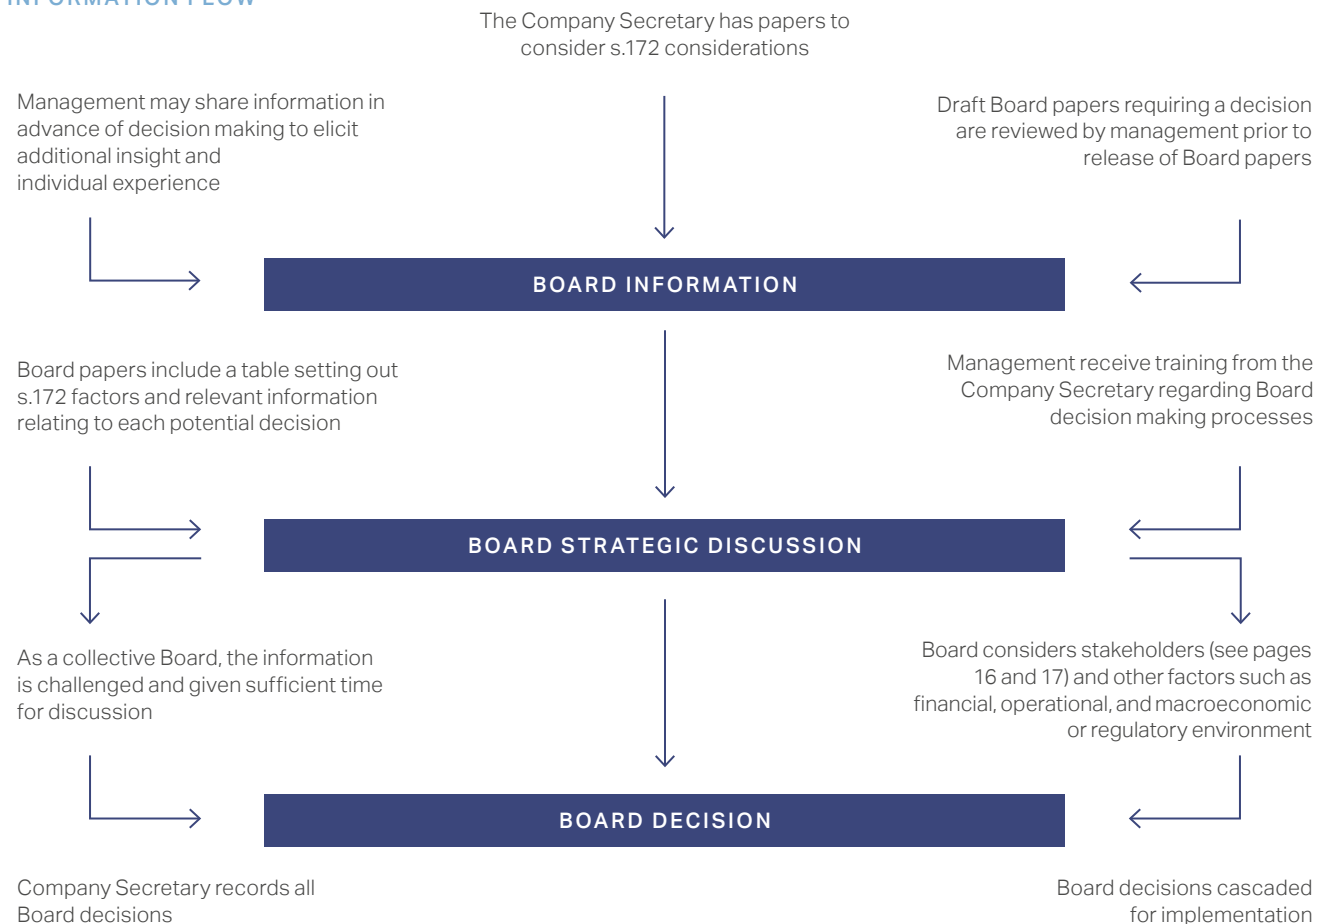 INFORMATION FLOW
The Company Secretary has papers to
consider s.172 considerations
Management may share information in
advance of decision making to elicit
additional insight and
individual experience
Draft Board papers requiring a decision
are reviewed by management prior to
release of Board papers
BOARD INFORMATION
Board papers include a table setting out
s.172 factors and relevant information
relating to each potential decision
Management receive training from the
Company Secretary regarding Board
decision making processes
BOARD STRATEGIC DISCUSSION
As a collective Board, the information
is challenged and given sufficient time
for discussion
Board considers stakeholders (see pages
16 and 17) and other factors such as
financial, operational, and macroeconomic
or regulatory environment
BOARD DECISION
Company Secretary records all
Board decisions
Board decisions cascaded
for implementation